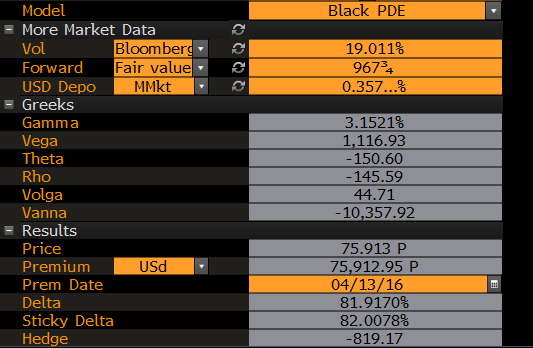 Model Black PDE
More Market Data
Vol Bloomberg 19.011%
Forward Fair value 967¾
USD Depo MMkt 0.357...%
Greeks
Gamma 3.1521%
Vega 1,116.93
Theta -150.60
Rho -145.59
Volga 44.71
Vanna -10,357.92
Results
Price 75.913 P
Premium USd 75,912.95 P
Prem Date 04/13/16
Delta 81.9170%
Sticky Delta 82.0078%
Hedge -819.17